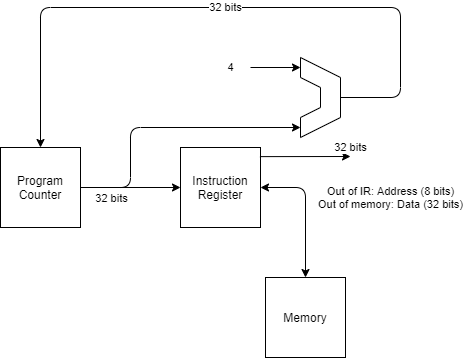 32 bits
4
32 bits
Program
Counter
Instruction
Register
32 bits
Out of IR: Address (8 bits)
Out of memory: Data (32 bits)
Memory